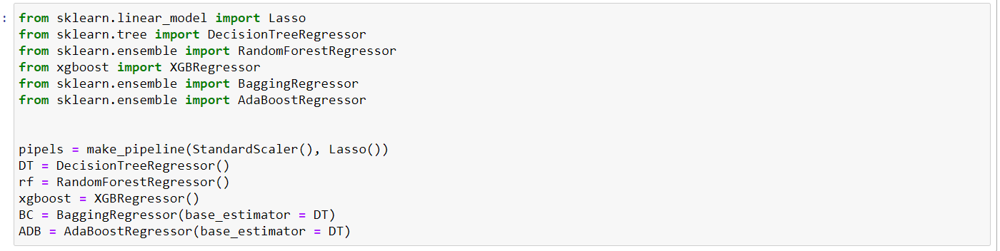 :
from sklearn.linear_model import Lasso
from sklearn.tree import DecisionTreeRegressor
from sklearn.ensemble import RandomForestRegressor
from xgboost import XGBRegressor
from sklearn.ensemble import BaggingRegressor
from sklearn.ensemble import AdaBoostRegressor
pipels = make_pipeline(StandardScaler(), Lasso())
DT = DecisionTreeRegressor()
rf = RandomForestRegressor()
xgboost = XGBRegressor()
BC = BaggingRegressor(base_estimator = DT)
ADB = AdaBoostRegressor(base_estimator = DT)